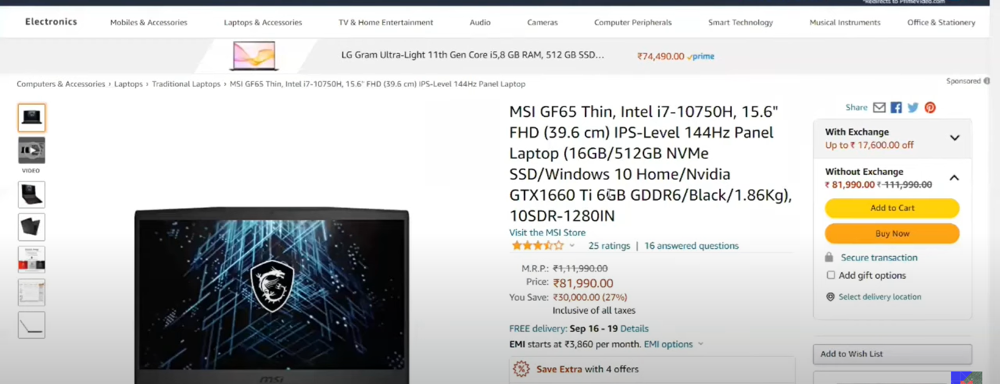 *Redirects to PrimeVideo.com
Electronics Mobiles & Accessories Laptops & Accessories TV & Home Entertainment Audio Cameras Computer Peripherals Smart Technology Musical Instruments Office & Stationery
LG Gram Ultra-Light 11th Gen Core i5,8 GB RAM, 512 GB SSD... ₹74,490.00 prime
Sponsored
Computers & Accessories › Laptops › Traditional Laptops › MSI GF65 Thin, Intel i7-10750H, 15.6" FHD (39.6 cm) IPS-Level 144Hz Panel Laptop
VIDEO
msi
MSI GF65 Thin, Intel i7-10750H, 15.6"
FHD (39.6 cm) IPS-Level 144Hz Panel
Laptop (16GB/512GB NVMe
SSD/Windows 10 Home/Nvidia
GTX1660 Ti 6GB GDDR6/Black/1.86Kg),
10SDR-1280IN
Visit the MSI Store
25 ratings | 16 answered questions
M.R.P.: ₹1,11,990.00
Price: ₹81,990.00
You Save: ₹30,000.00 (27%)
Inclusive of all taxes
FREE delivery: Sep 16 - 19 Details
EMI starts at ₹3,860 per month. EMI options
Save Extra with 4 offers
Share
With Exchange
Up to ₹ 17,600.00 off
Without Exchange
₹ 81,990.00 ₹ 111,990.00
Add to Cart
Buy Now
Secure transaction
Add gift options
Select delivery location
Add to Wish List